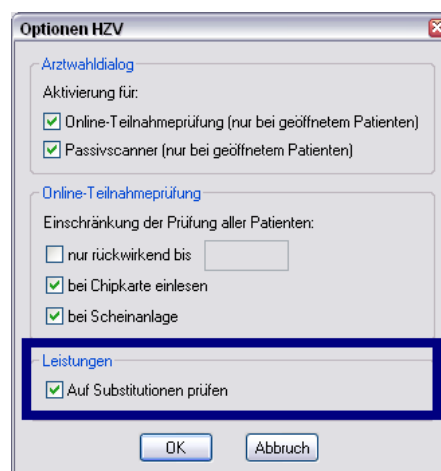 Optionen HZV
Arztwahldialog
Aktivierung für:
Online-Teilnahmeprüfung (nur bei geöffnetem Patienten)
Passivscanner (nur bei geöffnetem Patienten)
Online-Teilnahmeprüfung
Einschränkung der Prüfung aller Patienten:
nur rückwirkend bis
bei Chipkarte einlesen
bei Scheinanlage
Leistungen
Auf Substitutionen prüfen
OK Abbruch